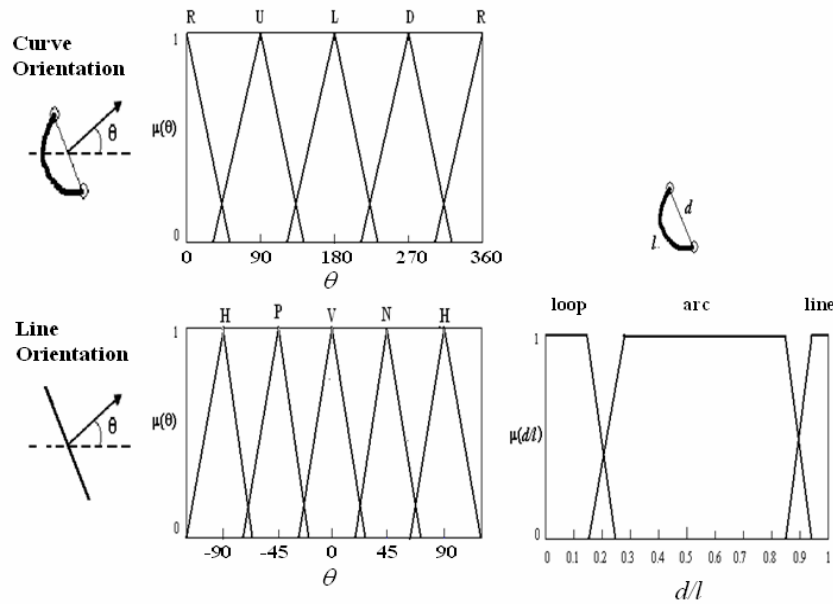 R U L D R
Curve
Orientation
θ
1
μ(θ)
0
0 90 180 270 360
θ
d
l
Line
Orientation
θ
H P V N H
1
μ(θ)
0
-90 -45 0 45 90
θ
loop arc line
1
μ(d/l)
0
0 0.1 0.2 0.3 0.4 0.5 0.6 0.7 0.8 0.9 1
d/l